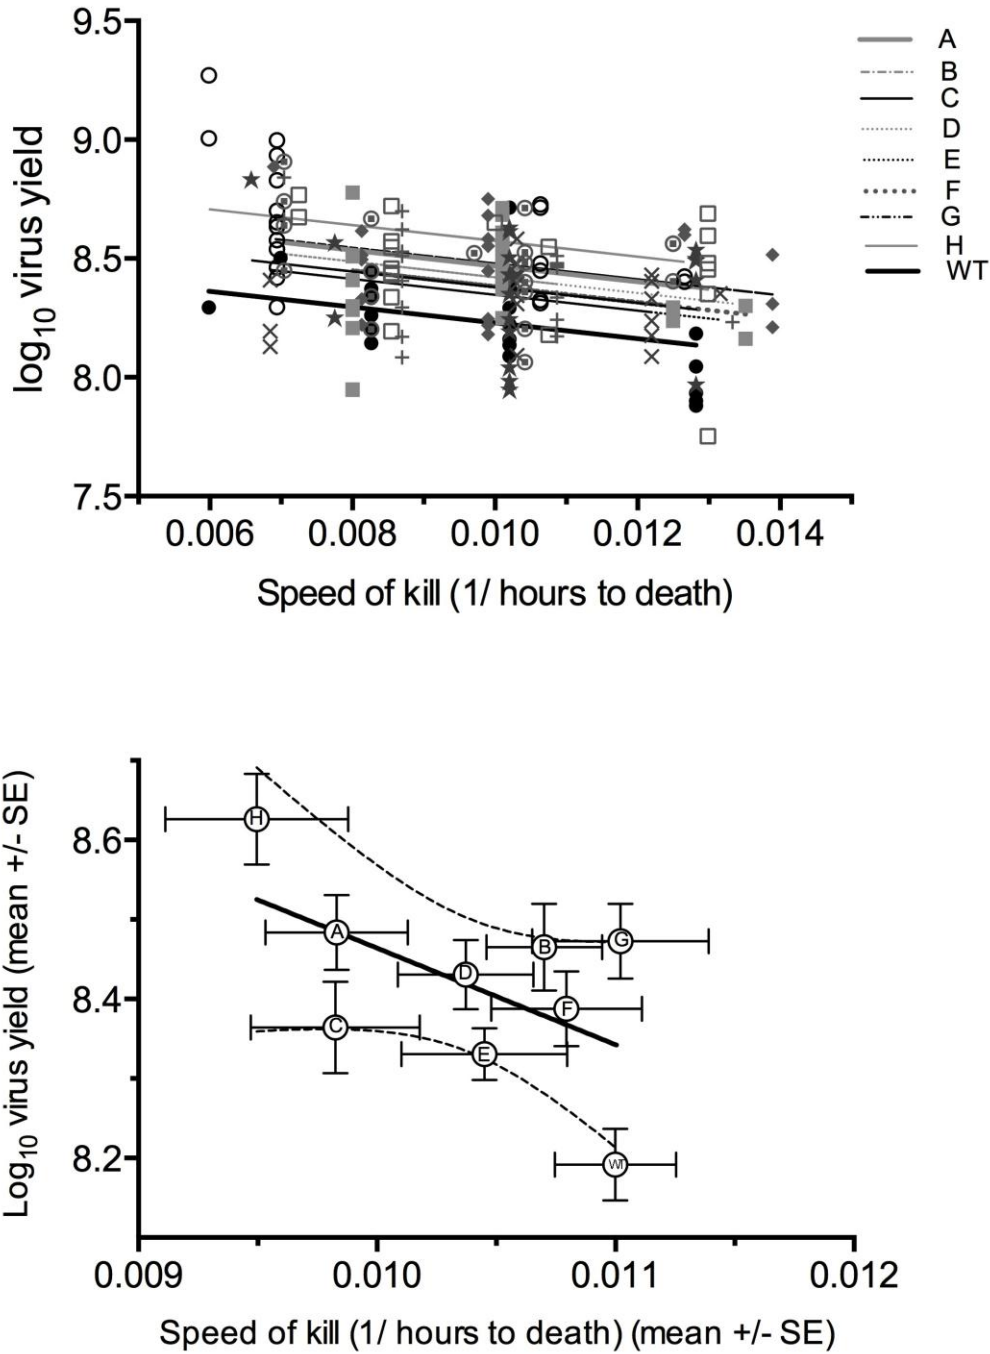 9.5
9.0
8.5
8.0
7.5
log10 virus yield
0.006 0.008 0.010 0.012 0.014
Speed of kill (1/ hours to death)
A
B
C
D
E
F
G
H
WT
8.6
8.4
8.2
Log10 virus yield (mean +/- SE)
H
A
B
G
D
F
C
E
WT
0.009 0.010 0.011 0.012
Speed of kill (1/ hours to death) (mean +/- SE)